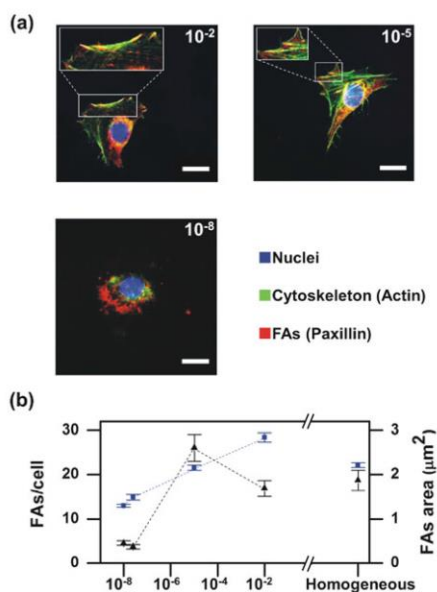 (a)
10⁻²
10⁻⁵
10⁻⁸
Nuclei
Cytoskeleton (Actin)
FAs (Paxillin)
(b)
FAs/cell
30
20
10
0
FAs area (μm²)
3
2
1
0
10⁻⁸ 10⁻⁶ 10⁻⁴ 10⁻² Homogeneous